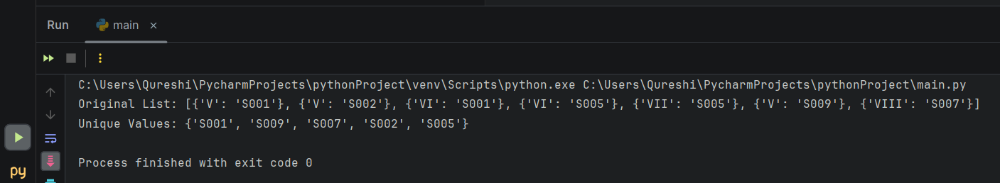 Run main
C:\Users\Qureshi\PycharmProjects\pythonProject\venv\Scripts\python.exe C:\Users\Qureshi\PycharmProjects\pythonProject\main.py
Original List: [{'V': 'S001'}, {'V': 'S002'}, {'VI': 'S001'}, {'VI': 'S005'}, {'VII': 'S005'}, {'V': 'S009'}, {'VIII': 'S007'}]
Unique Values: {'S001', 'S009', 'S007', 'S002', 'S005'}
Process finished with exit code 0
py